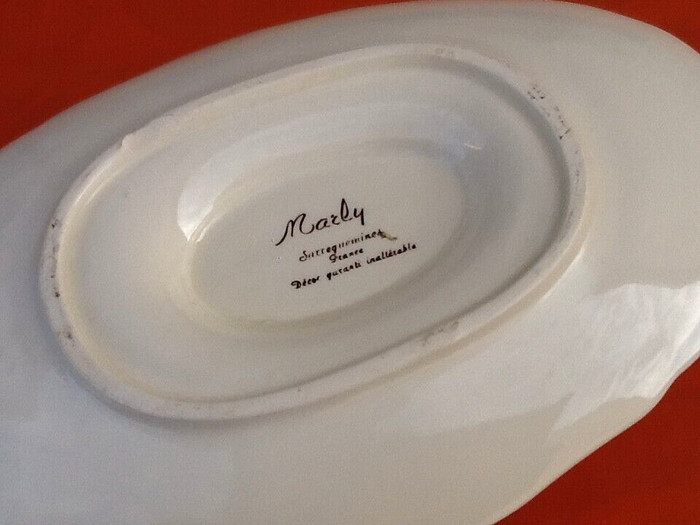 Marly
Sarreguemines
France
Décor garanti inaltérable